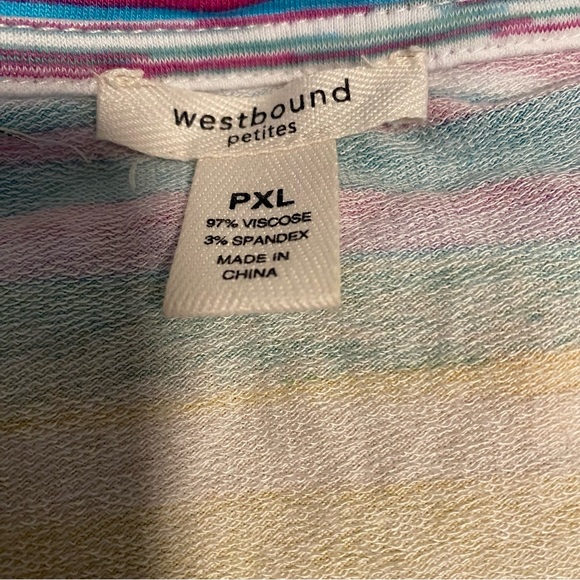 westbound
petites
PXL
97% VISCOSE
3% SPANDEX
MADE IN
CHINA